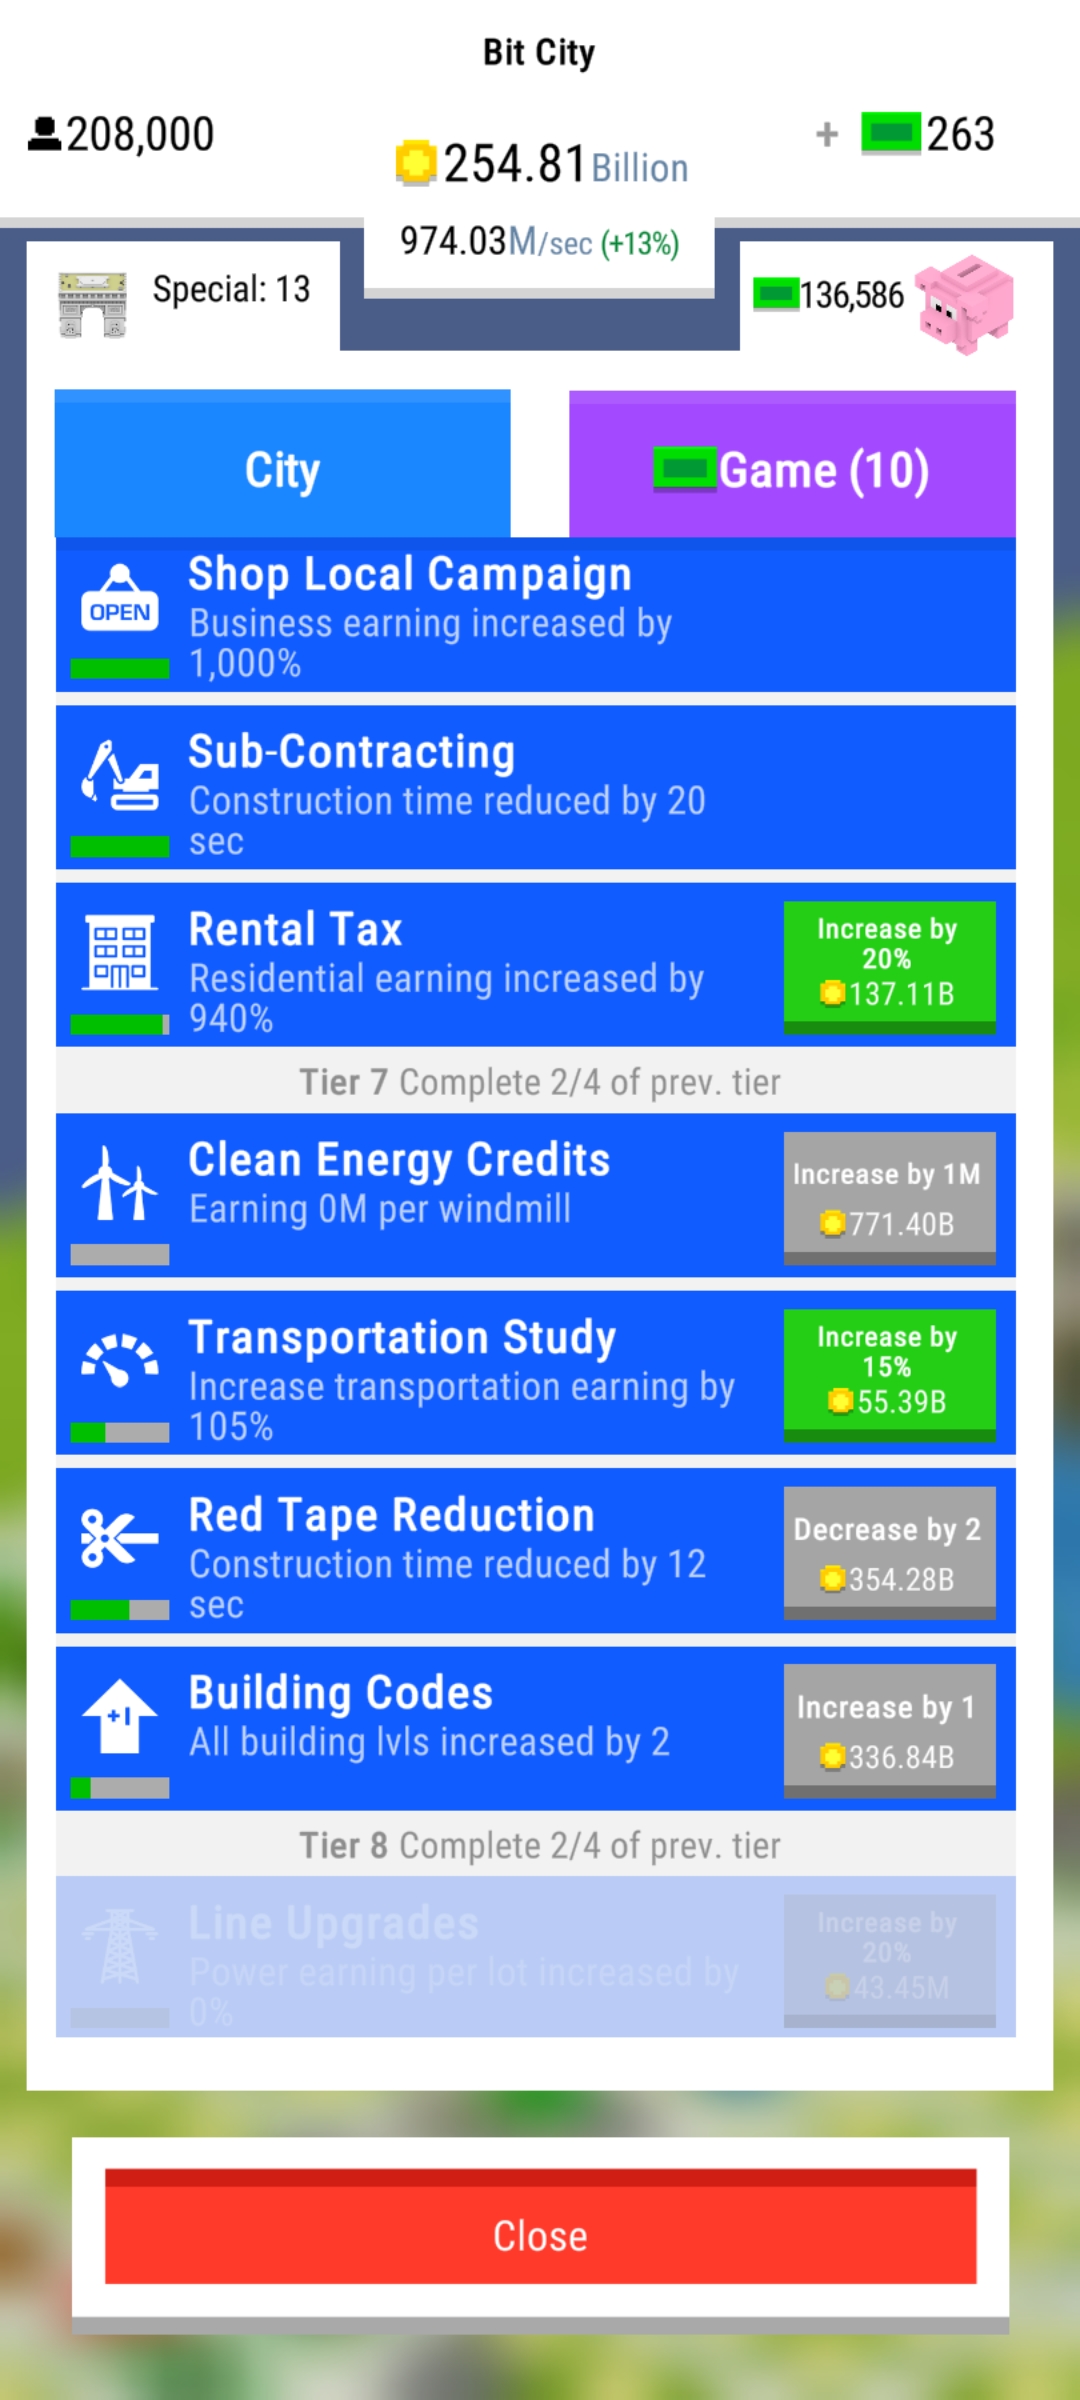 Bit City
208,000
254.81 Billion
+ 263
974.03M/sec (+13%)
Special: 13
136,586
City
Game (10)
OPEN
Shop Local Campaign
Business earning increased by
1,000%
Sub-Contracting
Construction time reduced by 20
sec
Rental Tax
Residential earning increased by
940%
Increase by
20%
137.11B
Tier 7 Complete 2/4 of prev. tier
Clean Energy Credits
Earning 0M per windmill
Increase by 1M
771.40B
Transportation Study
Increase transportation earning by
105%
Increase by
15%
55.39B
Red Tape Reduction
Construction time reduced by 12
sec
Decrease by 2
354.28B
+1
Building Codes
All building lvls increased by 2
Increase by 1
336.84B
Tier 8 Complete 2/4 of prev. tier
Line Upgrades
Power earning per lot increased by
0%
Increase by
20%
43.45M
Close